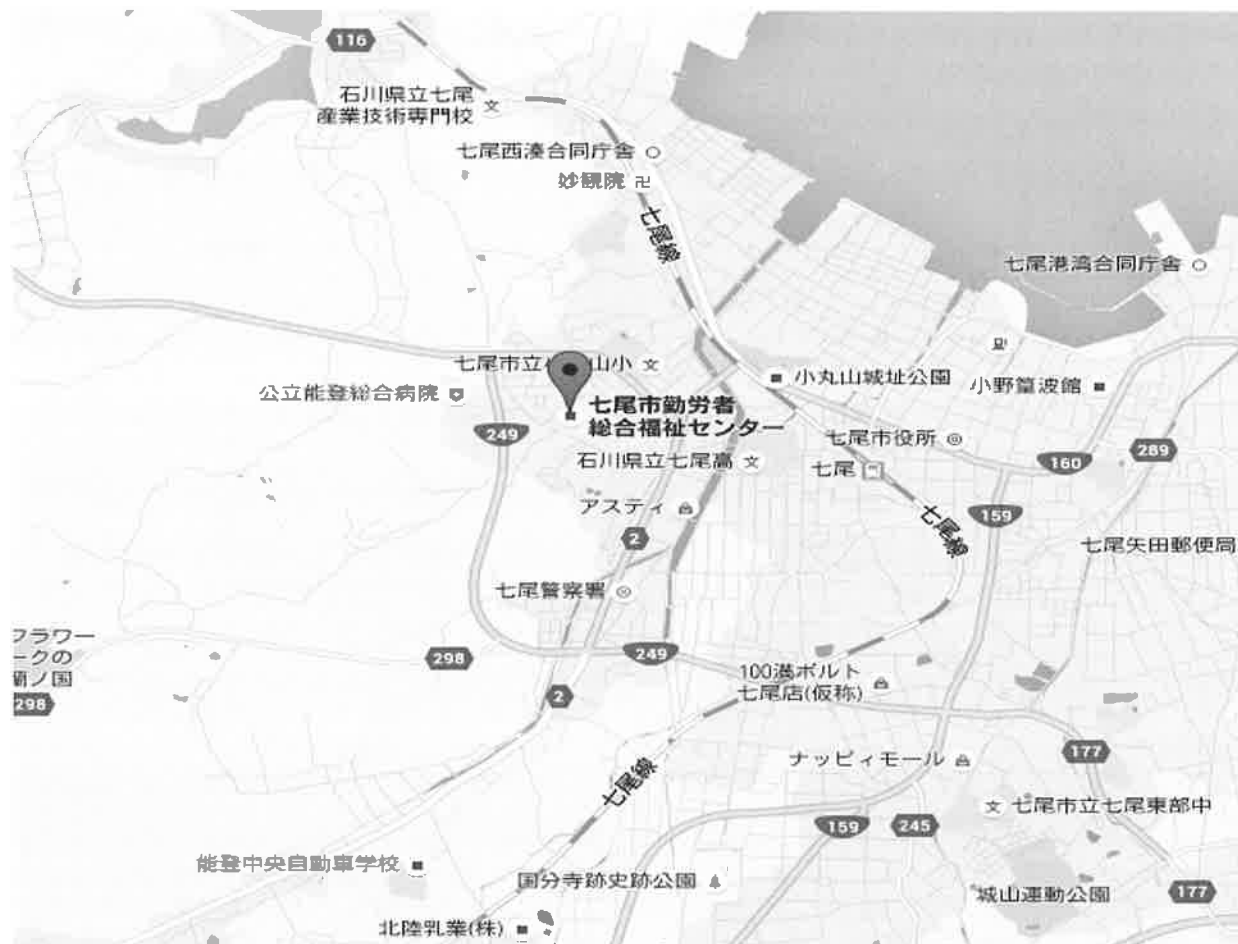 116
石川県立七尾
産業技術専門校
七尾西湊合同庁舎
妙観院
七尾線
七尾港湾合同庁舎
七尾市立小 山小
小丸山城址公園
小野篁波館
公立能登総合病院
七尾市勤労者
総合福祉センター
249
七尾市役所
289
石川県立七尾高
七尾
160
アスティ
159
七尾線
2
七尾矢田郵便局
七尾警察署
フラワー
ークの
蘭ノ国
298
298
249
100満ボルト
七尾店(仮称)
2
177
ナッピィモール
七尾線
159
245
七尾市立七尾東部中
能登中央自動車学校
国分寺跡史跡公園
城山運動公園
177
北陸乳業(株)